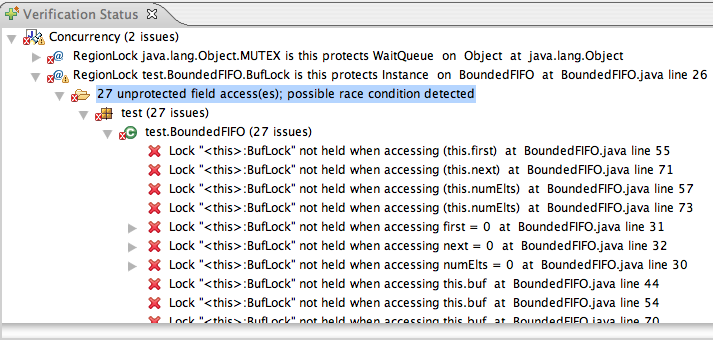 Verification Status
Concurrency (2 issues)
RegionLock java.lang.Object.MUTEX is this protects WaitQueue on Object at java.lang.Object
RegionLock test.BoundedFIFO.BufLock is this protects Instance on BoundedFIFO at BoundedFIFO.java line 26
27 unprotected field access(es); possible race condition detected
test (27 issues)
test.BoundedFIFO (27 issues)
Lock "<this>:BufLock" not held when accessing (this.first) at BoundedFIFO.java line 55
Lock "<this>:BufLock" not held when accessing (this.next) at BoundedFIFO.java line 71
Lock "<this>:BufLock" not held when accessing (this.numElts) at BoundedFIFO.java line 57
Lock "<this>:BufLock" not held when accessing (this.numElts) at BoundedFIFO.java line 73
Lock "<this>:BufLock" not held when accessing first = 0 at BoundedFIFO.java line 31
Lock "<this>:BufLock" not held when accessing next = 0 at BoundedFIFO.java line 32
Lock "<this>:BufLock" not held when accessing numElts = 0 at BoundedFIFO.java line 30
Lock "<this>:BufLock" not held when accessing this.buf at BoundedFIFO.java line 44
Lock "<this>:BufLock" not held when accessing this.buf at BoundedFIFO.java line 54
Lock "<this>:BufLock" not held when accessing this.buf at BoundedFIFO.java line 70